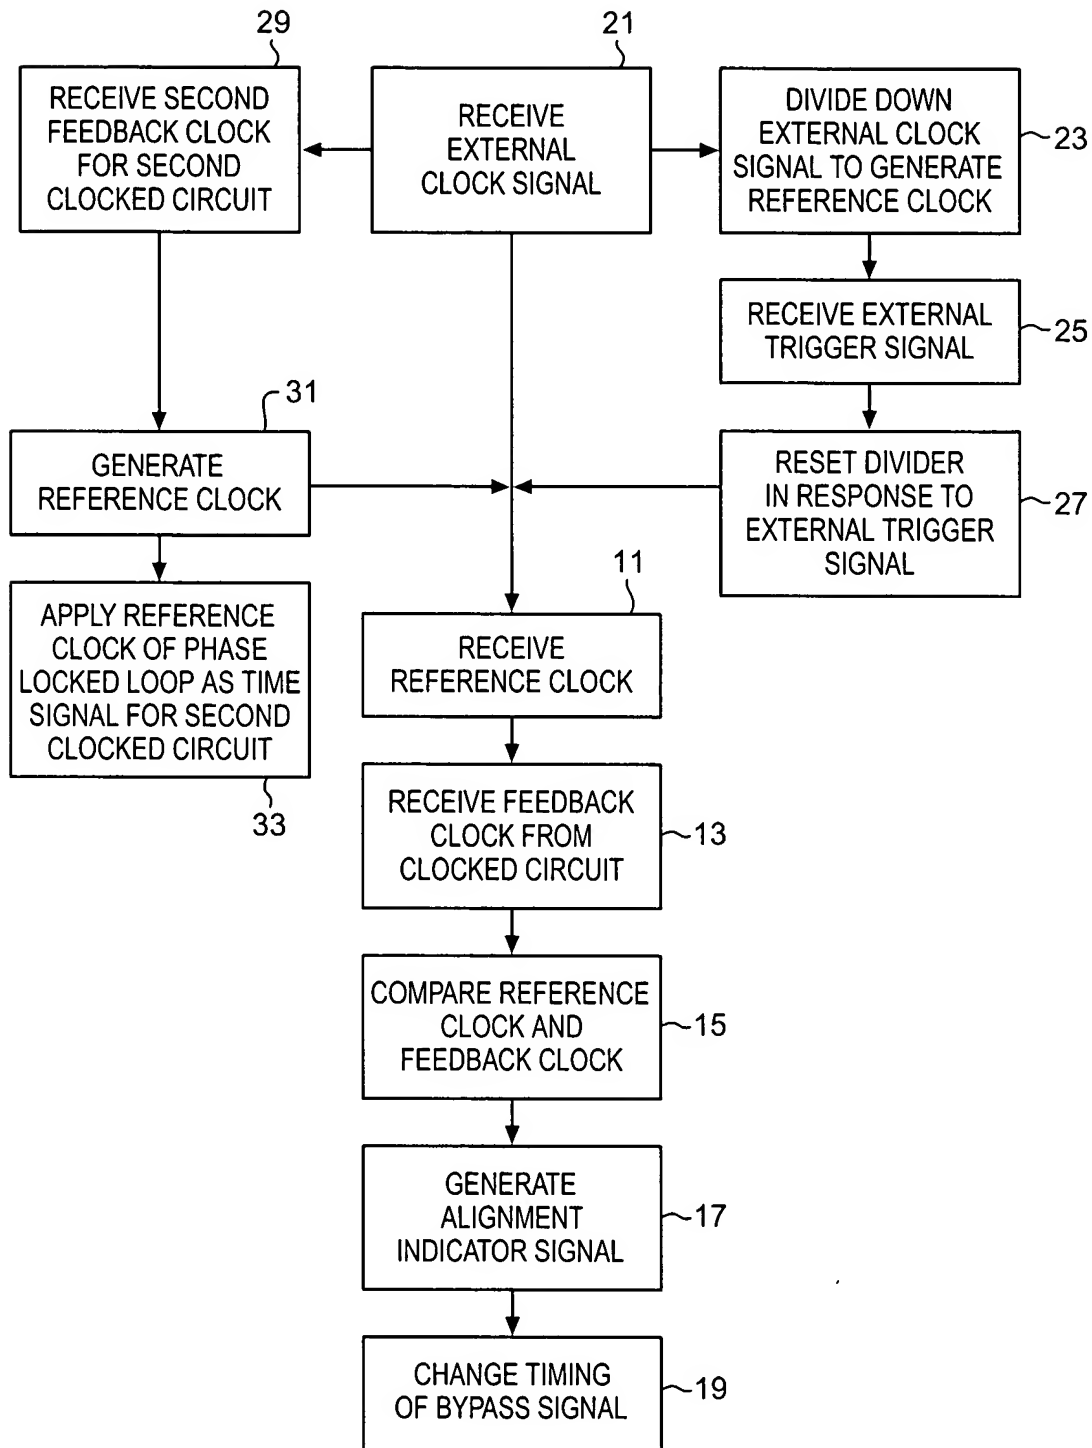 29
RECEIVE SECOND
FEEDBACK CLOCK
FOR SECOND
CLOCKED CIRCUIT
21
RECEIVE
EXTERNAL
CLOCK SIGNAL
DIVIDE DOWN
EXTERNAL CLOCK
SIGNAL TO GENERATE
REFERENCE CLOCK
23
RECEIVE EXTERNAL
TRIGGER SIGNAL
25
31
GENERATE
REFERENCE CLOCK
RESET DIVIDER
IN RESPONSE TO
EXTERNAL TRIGGER
SIGNAL
27
APPLY REFERENCE
CLOCK OF PHASE
LOCKED LOOP AS TIME
SIGNAL FOR SECOND
CLOCKED CIRCUIT
33
11
RECEIVE
REFERENCE CLOCK
RECEIVE FEEDBACK
CLOCK FROM
CLOCKED CIRCUIT
13
COMPARE REFERENCE
CLOCK AND
FEEDBACK CLOCK
15
GENERATE
ALIGNMENT
INDICATOR SIGNAL
17
CHANGE TIMING
OF BYPASS SIGNAL
19